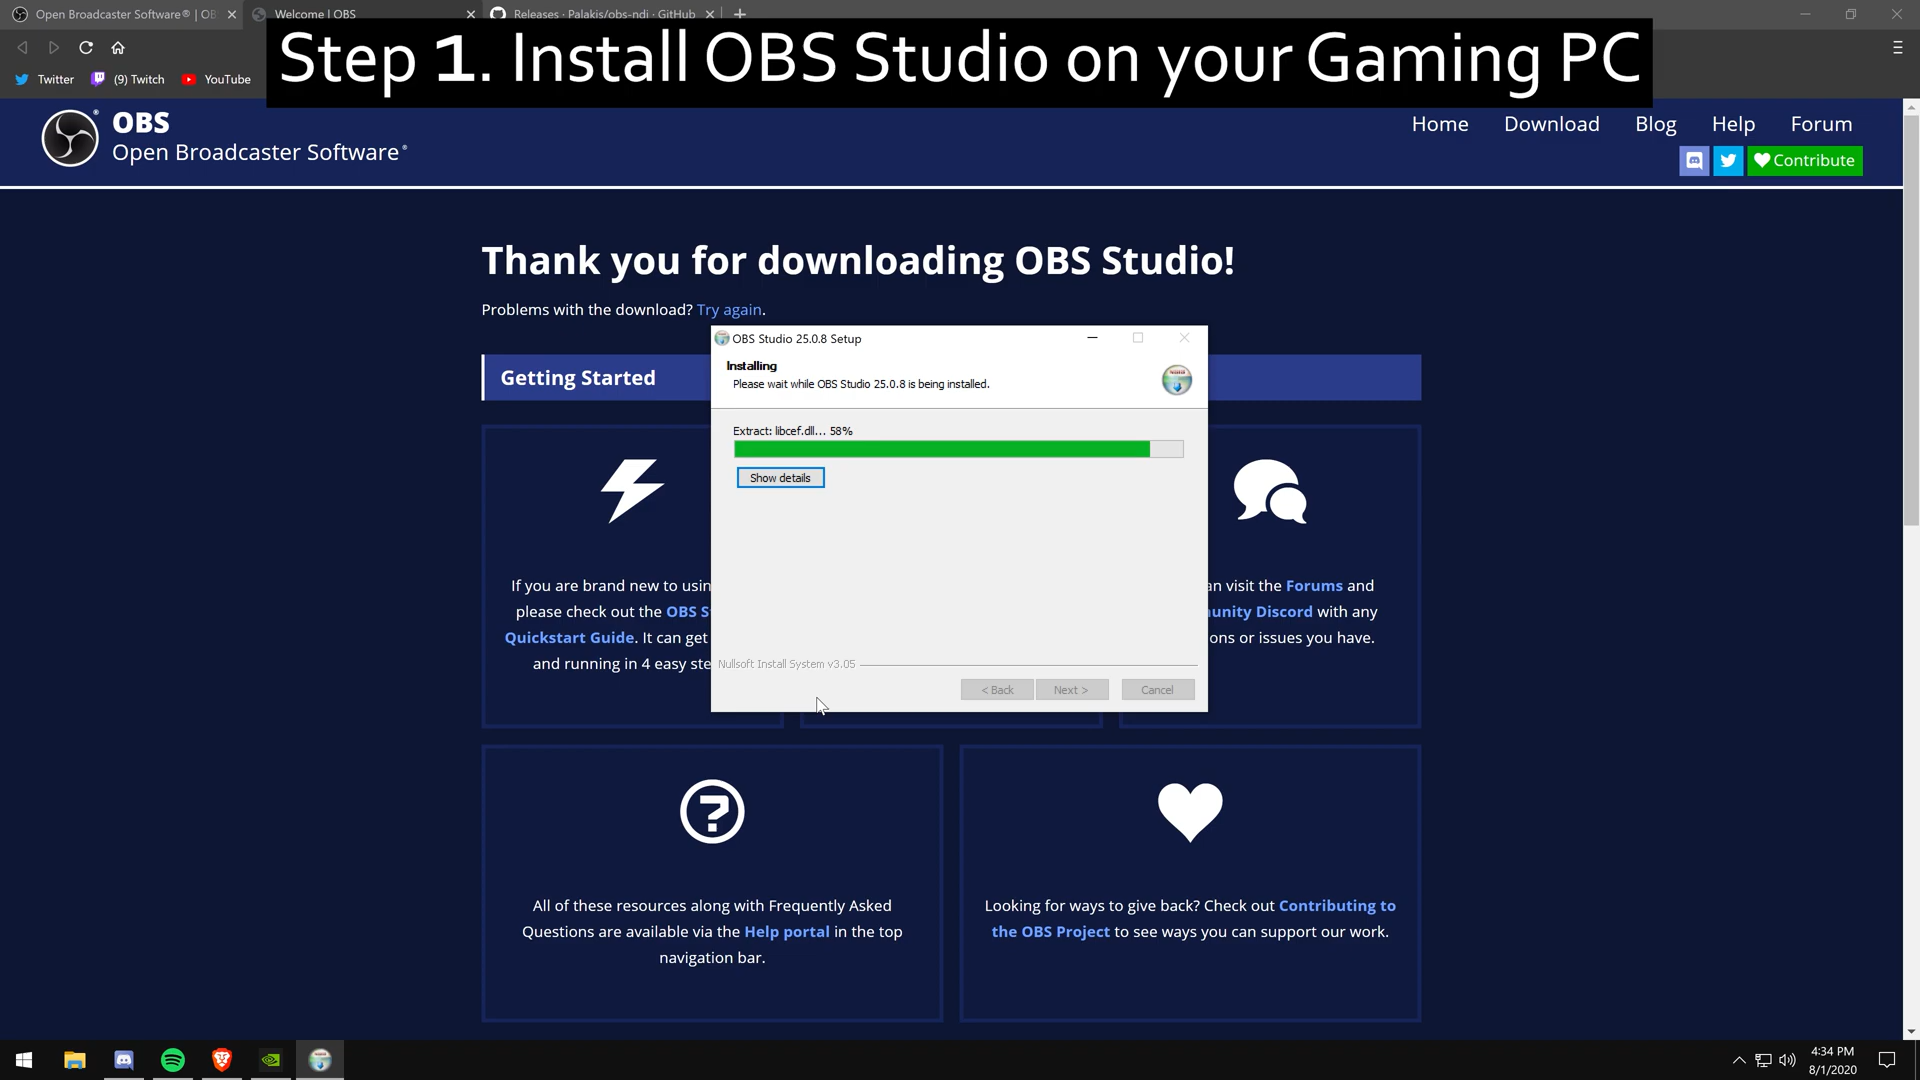 Open Broadcaster Software® | OB
Welcome | OBS
Releases · Palakis/obs-ndi · GitHub
Step 1. Install OBS Studio on your Gaming PC
Twitter
(9) Twitch
YouTube
OBS
Open Broadcaster Software®
Home
Download
Blog
Help
Forum
Contribute
Thank you for downloading OBS Studio!
Problems with the download? Try again.
Getting Started
OBS Studio 25.0.8 Setup
Installing
Please wait while OBS Studio 25.0.8 is being installed.
Extract: libcef.dll... 58%
Show details
Nullsoft Install System v3.05
< Back
Next >
Cancel
If you are brand new to usin
please check out the OBS S
Quickstart Guide. It can get
and running in 4 easy ste
an visit the Forums and
unity Discord with any
ons or issues you have.
All of these resources along with Frequently Asked
Questions are available via the Help portal in the top
navigation bar.
Looking for ways to give back? Check out Contributing to
the OBS Project to see ways you can support our work.
4:34 PM
8/1/2020